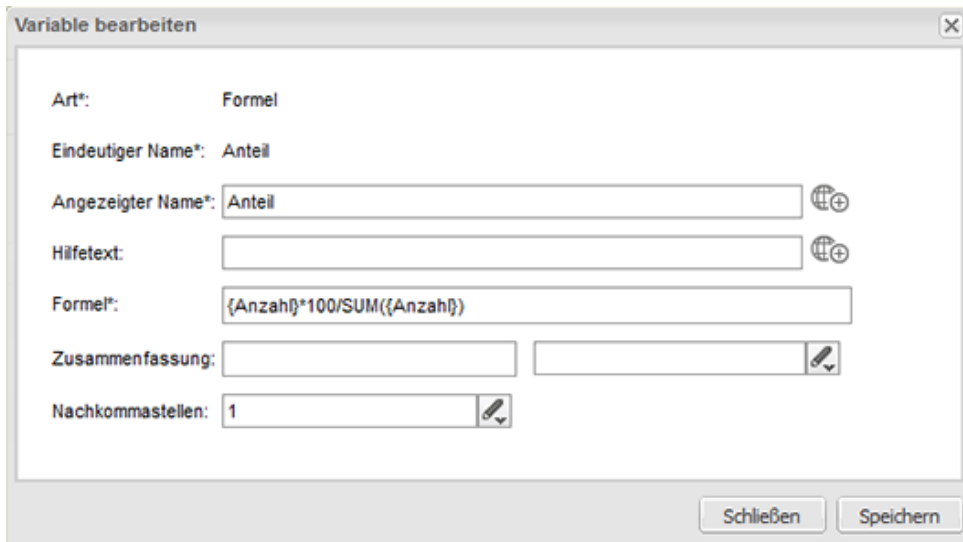 Variable bearbeiten
Art*: Formel
Eindeutiger Name*: Anteil
Angezeigter Name*: Anteil
Hilfetext:
Formel*: {Anzahl}*100/SUM({Anzahl})
Zusammenfassung:
Nachkommastellen: 1
Schließen Speichern